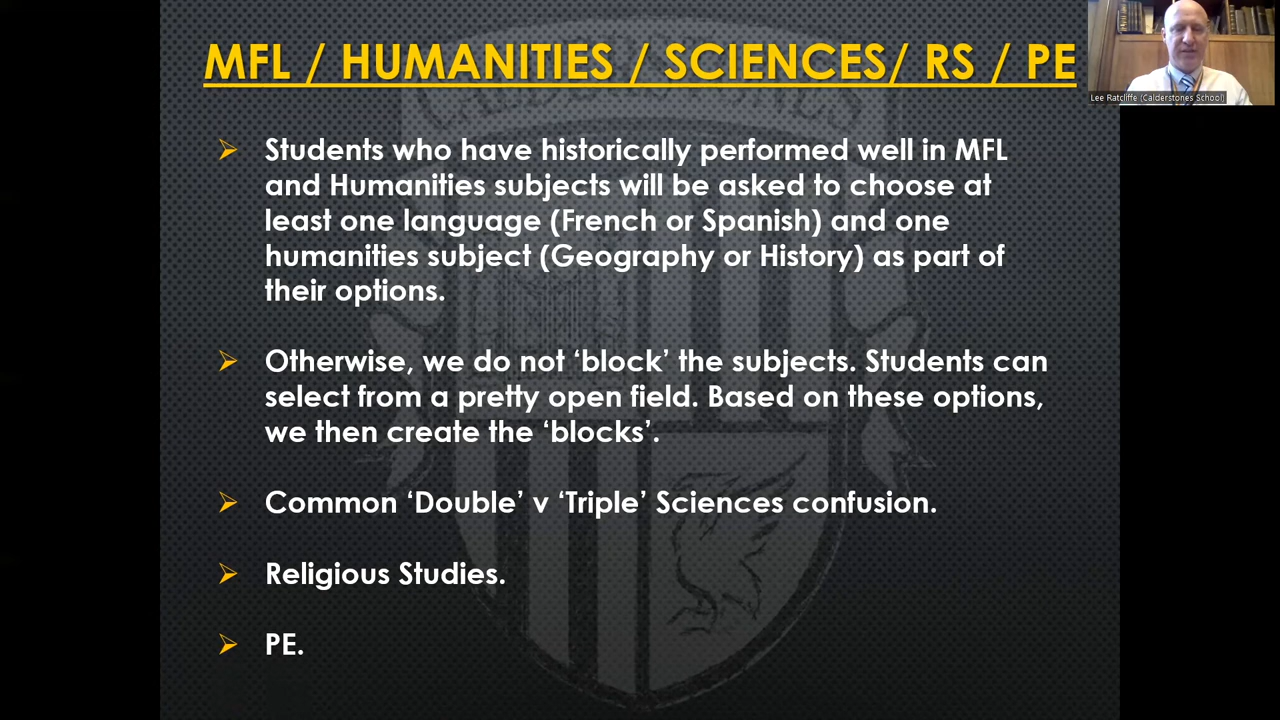 MFL / HUMANITIES / SCIENCES/ RS / PE
Lee Ratcliffe (Calderstones School)
Students who have historically performed well in MFL
and Humanities subjects will be asked to choose at
least one language (French or Spanish) and one
humanities subject (Geography or History) as part of
their options.
Otherwise, we do not ‘block’ the subjects. Students can
select from a pretty open field. Based on these options,
we then create the ‘blocks’.
Common ‘Double’ v ‘Triple’ Sciences confusion.
Religious Studies.
PE.